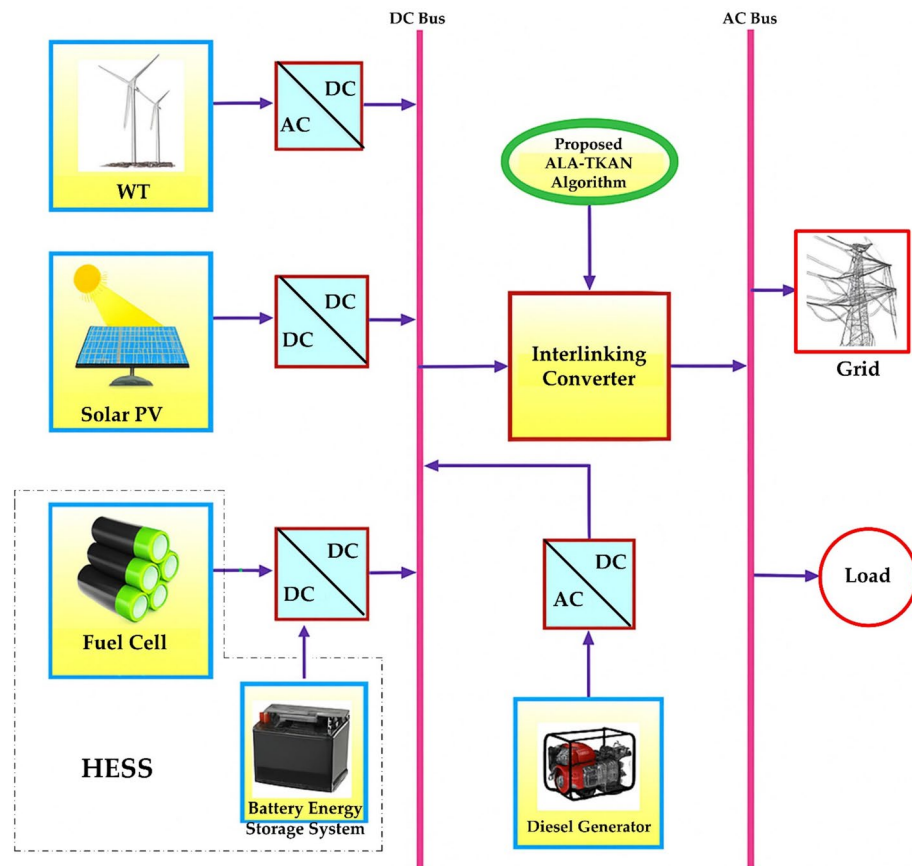 DC Bus
AC Bus
DC
AC
WT
Proposed
ALA-TKAN
Algorithm
DC
DC
Solar PV
Interlinking
Converter
Grid
DC
DC
Fuel Cell
DC
AC
Load
HESS
Battery Energy
Storage System
Diesel Generator